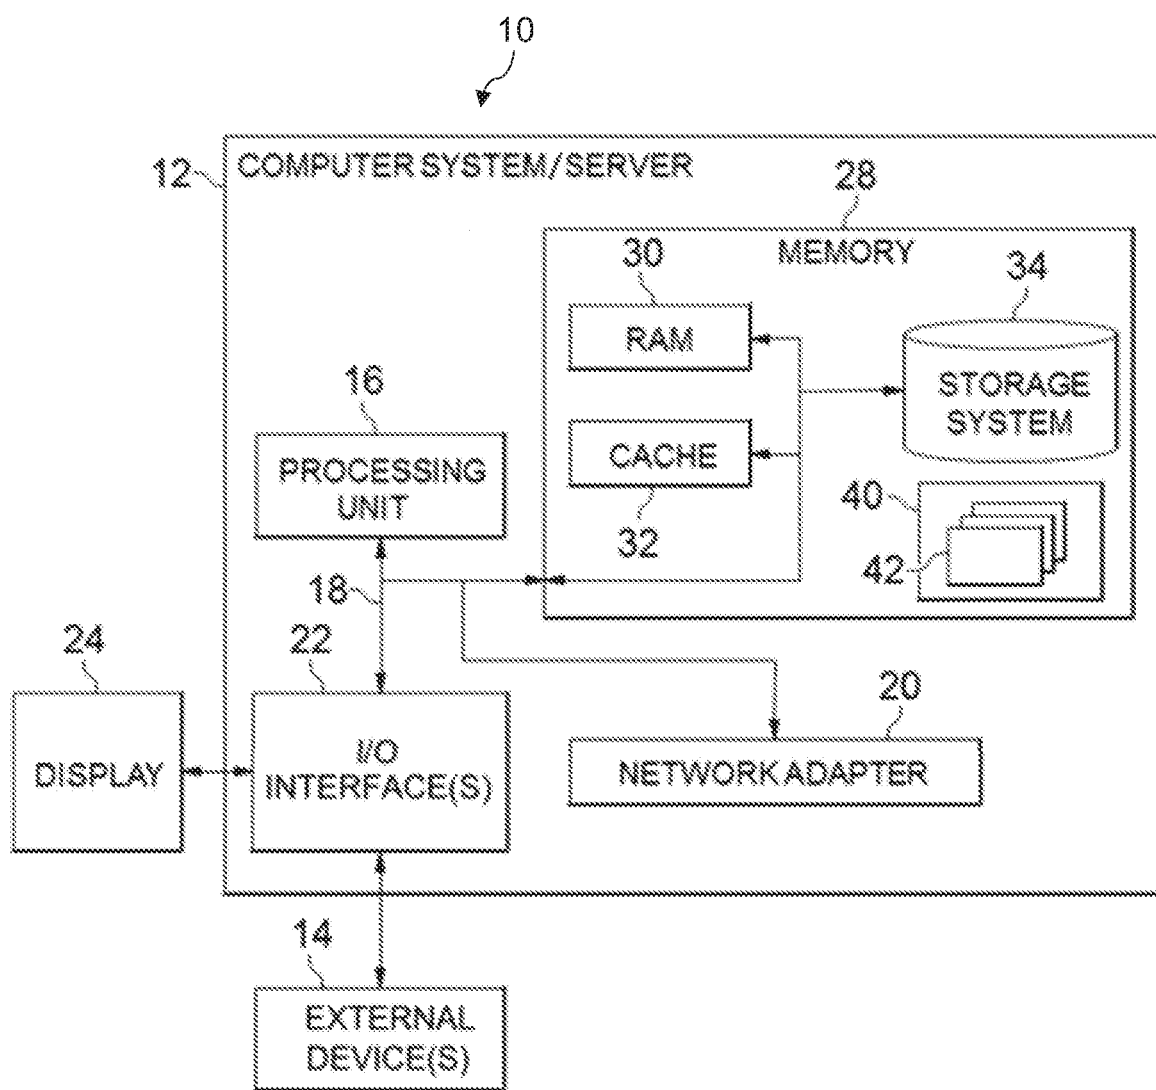 10
12
COMPUTER SYSTEM/SERVER
28
MEMORY
30
RAM
34
STORAGE
SYSTEM
16
PROCESSING
UNIT
CACHE
32
40
42
18
24
DISPLAY
22
I/O
INTERFACE(S)
20
NETWORK ADAPTER
14
EXTERNAL
DEVICE(S)